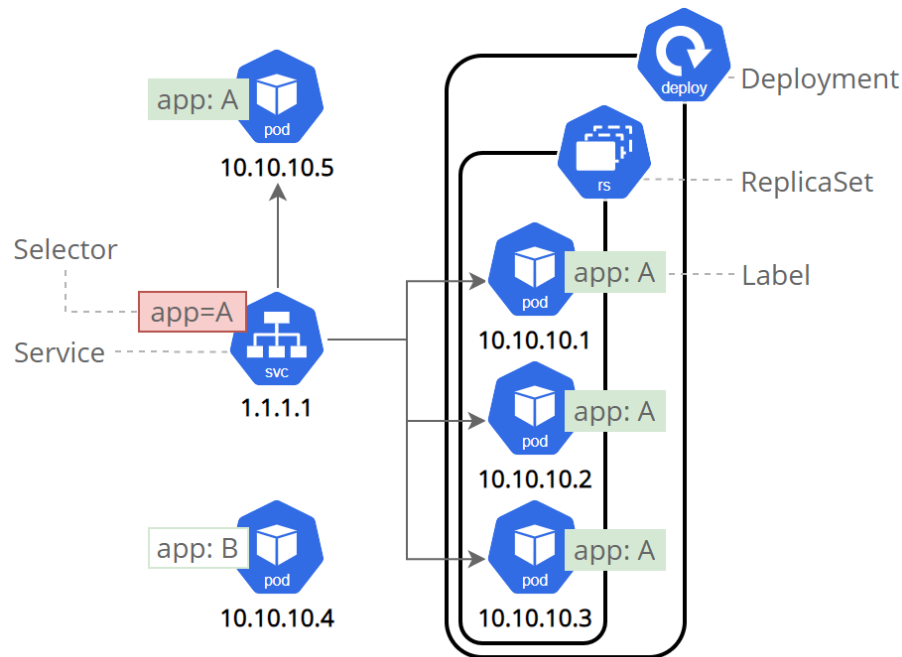 deploy
Deployment
app: A
pod
10.10.10.5
rs
ReplicaSet
Selector
app=A
Service
svc
1.1.1.1
app: A
Label
pod
10.10.10.1
app: A
pod
10.10.10.2
app: B
pod
10.10.10.4
app: A
pod
10.10.10.3